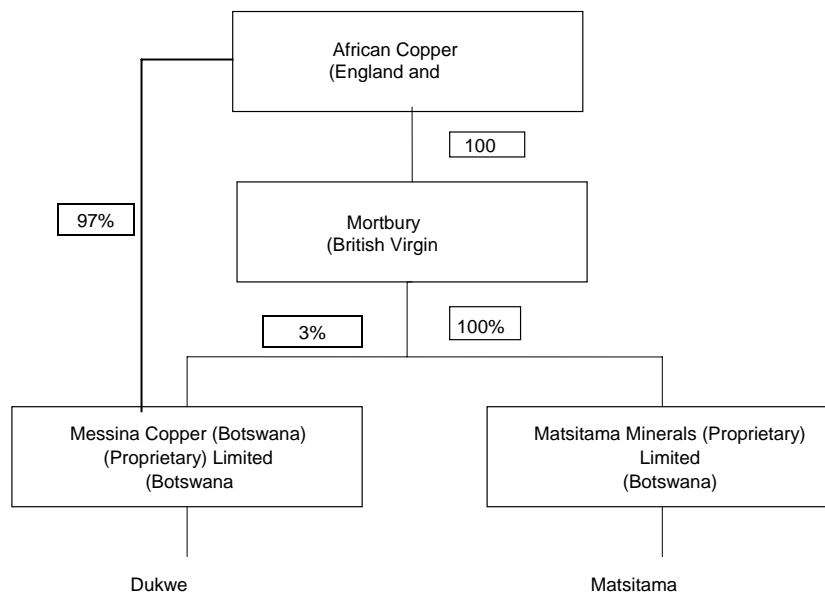 African Copper
(England and
100
97%
Mortbury
(British Virgin
3%
100%
Messina Copper (Botswana)
(Proprietary) Limited
(Botswana
Matsitama Minerals (Proprietary)
Limited
(Botswana)
Dukwe
Matsitama